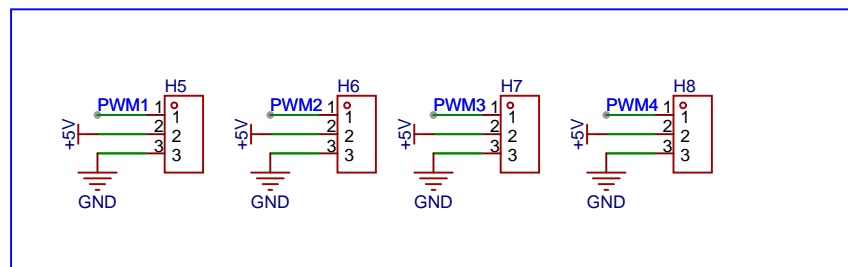 H5
PWM1 1 1
+5V 2 2
3 3
GND
H6
PWM2 1 1
+5V 2 2
3 3
GND
H7
PWM3 1 1
+5V 2 2
3 3
GND
H8
PWM4 1 1
+5V 2 2
3 3
GND